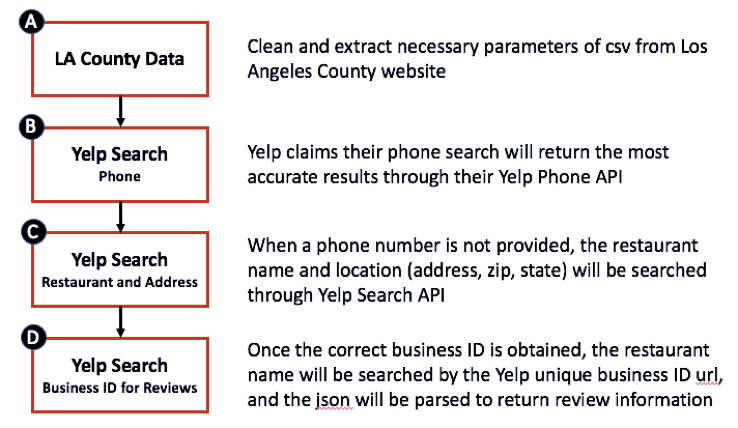 A
LA County Data
Clean and extract necessary parameters of csv from Los
Angeles County website
B
Yelp Search
Phone
Yelp claims their phone search will return the most
accurate results through their Yelp Phone API
C
Yelp Search
Restaurant and Address
When a phone number is not provided, the restaurant
name and location (address, zip, state) will be searched
through Yelp Search API
D
Yelp Search
Business ID for Reviews
Once the correct business ID is obtained, the restaurant
name will be searched by the Yelp unique business ID url,
and the json will be parsed to return review information